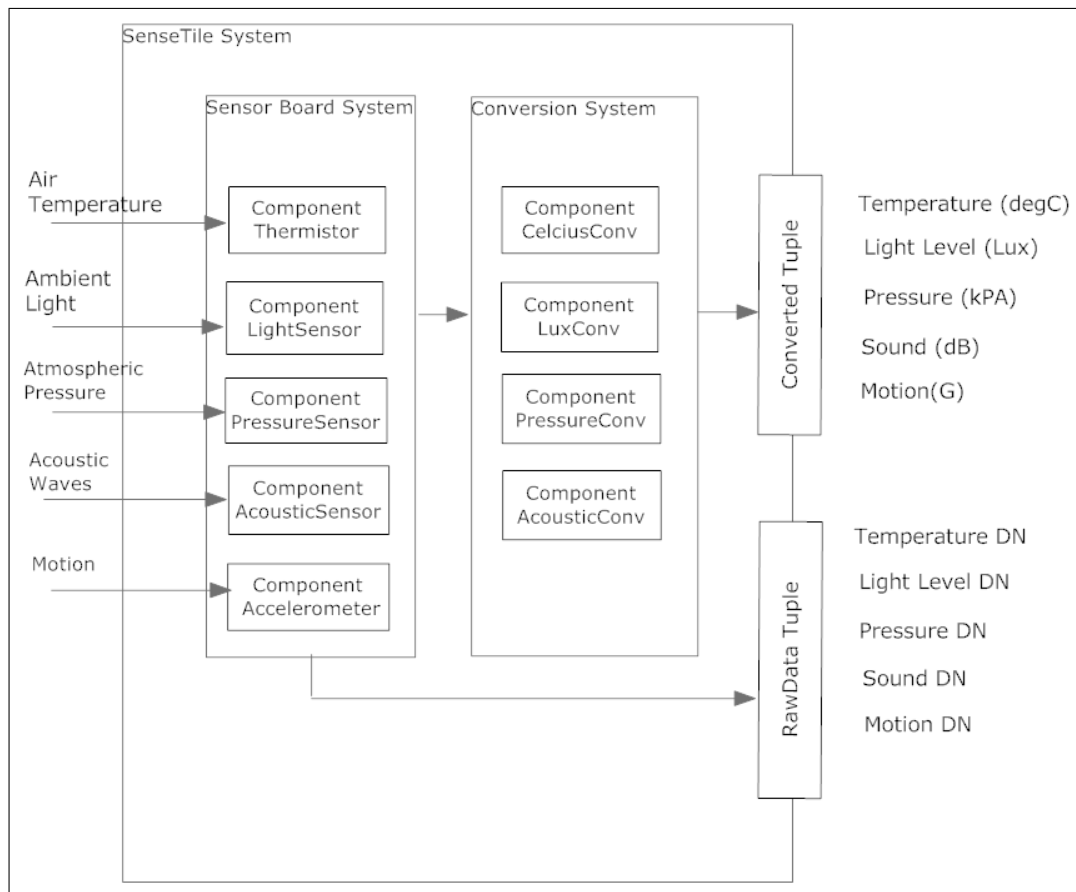 SenseTile System
Sensor Board System
Conversion System
Air
Temperature
Component
Thermistor
Component
CelciusConv
Ambient
Light
Component
LightSensor
Component
LuxConv
Atmospheric
Pressure
Component
PressureSensor
Component
PressureConv
Acoustic
Waves
Component
AcousticSensor
Component
AcousticConv
Motion
Component
Accelerometer
Converted Tuple
Temperature (degC)
Light Level (Lux)
Pressure (kPA)
Sound (dB)
Motion(G)
RawData Tuple
Temperature DN
Light Level DN
Pressure DN
Sound DN
Motion DN